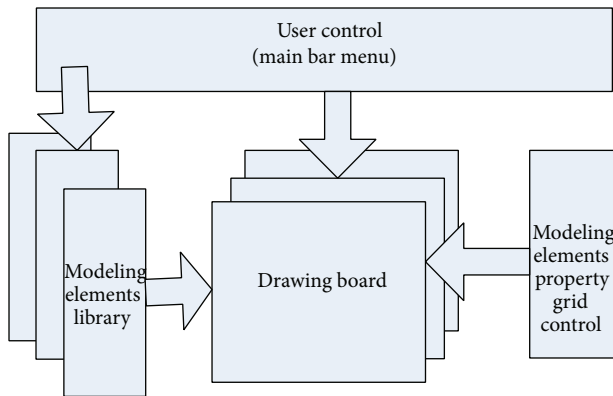 User control
(main bar menu)
Modeling
elements
library
Drawing board
Modeling
elements
property
grid
control